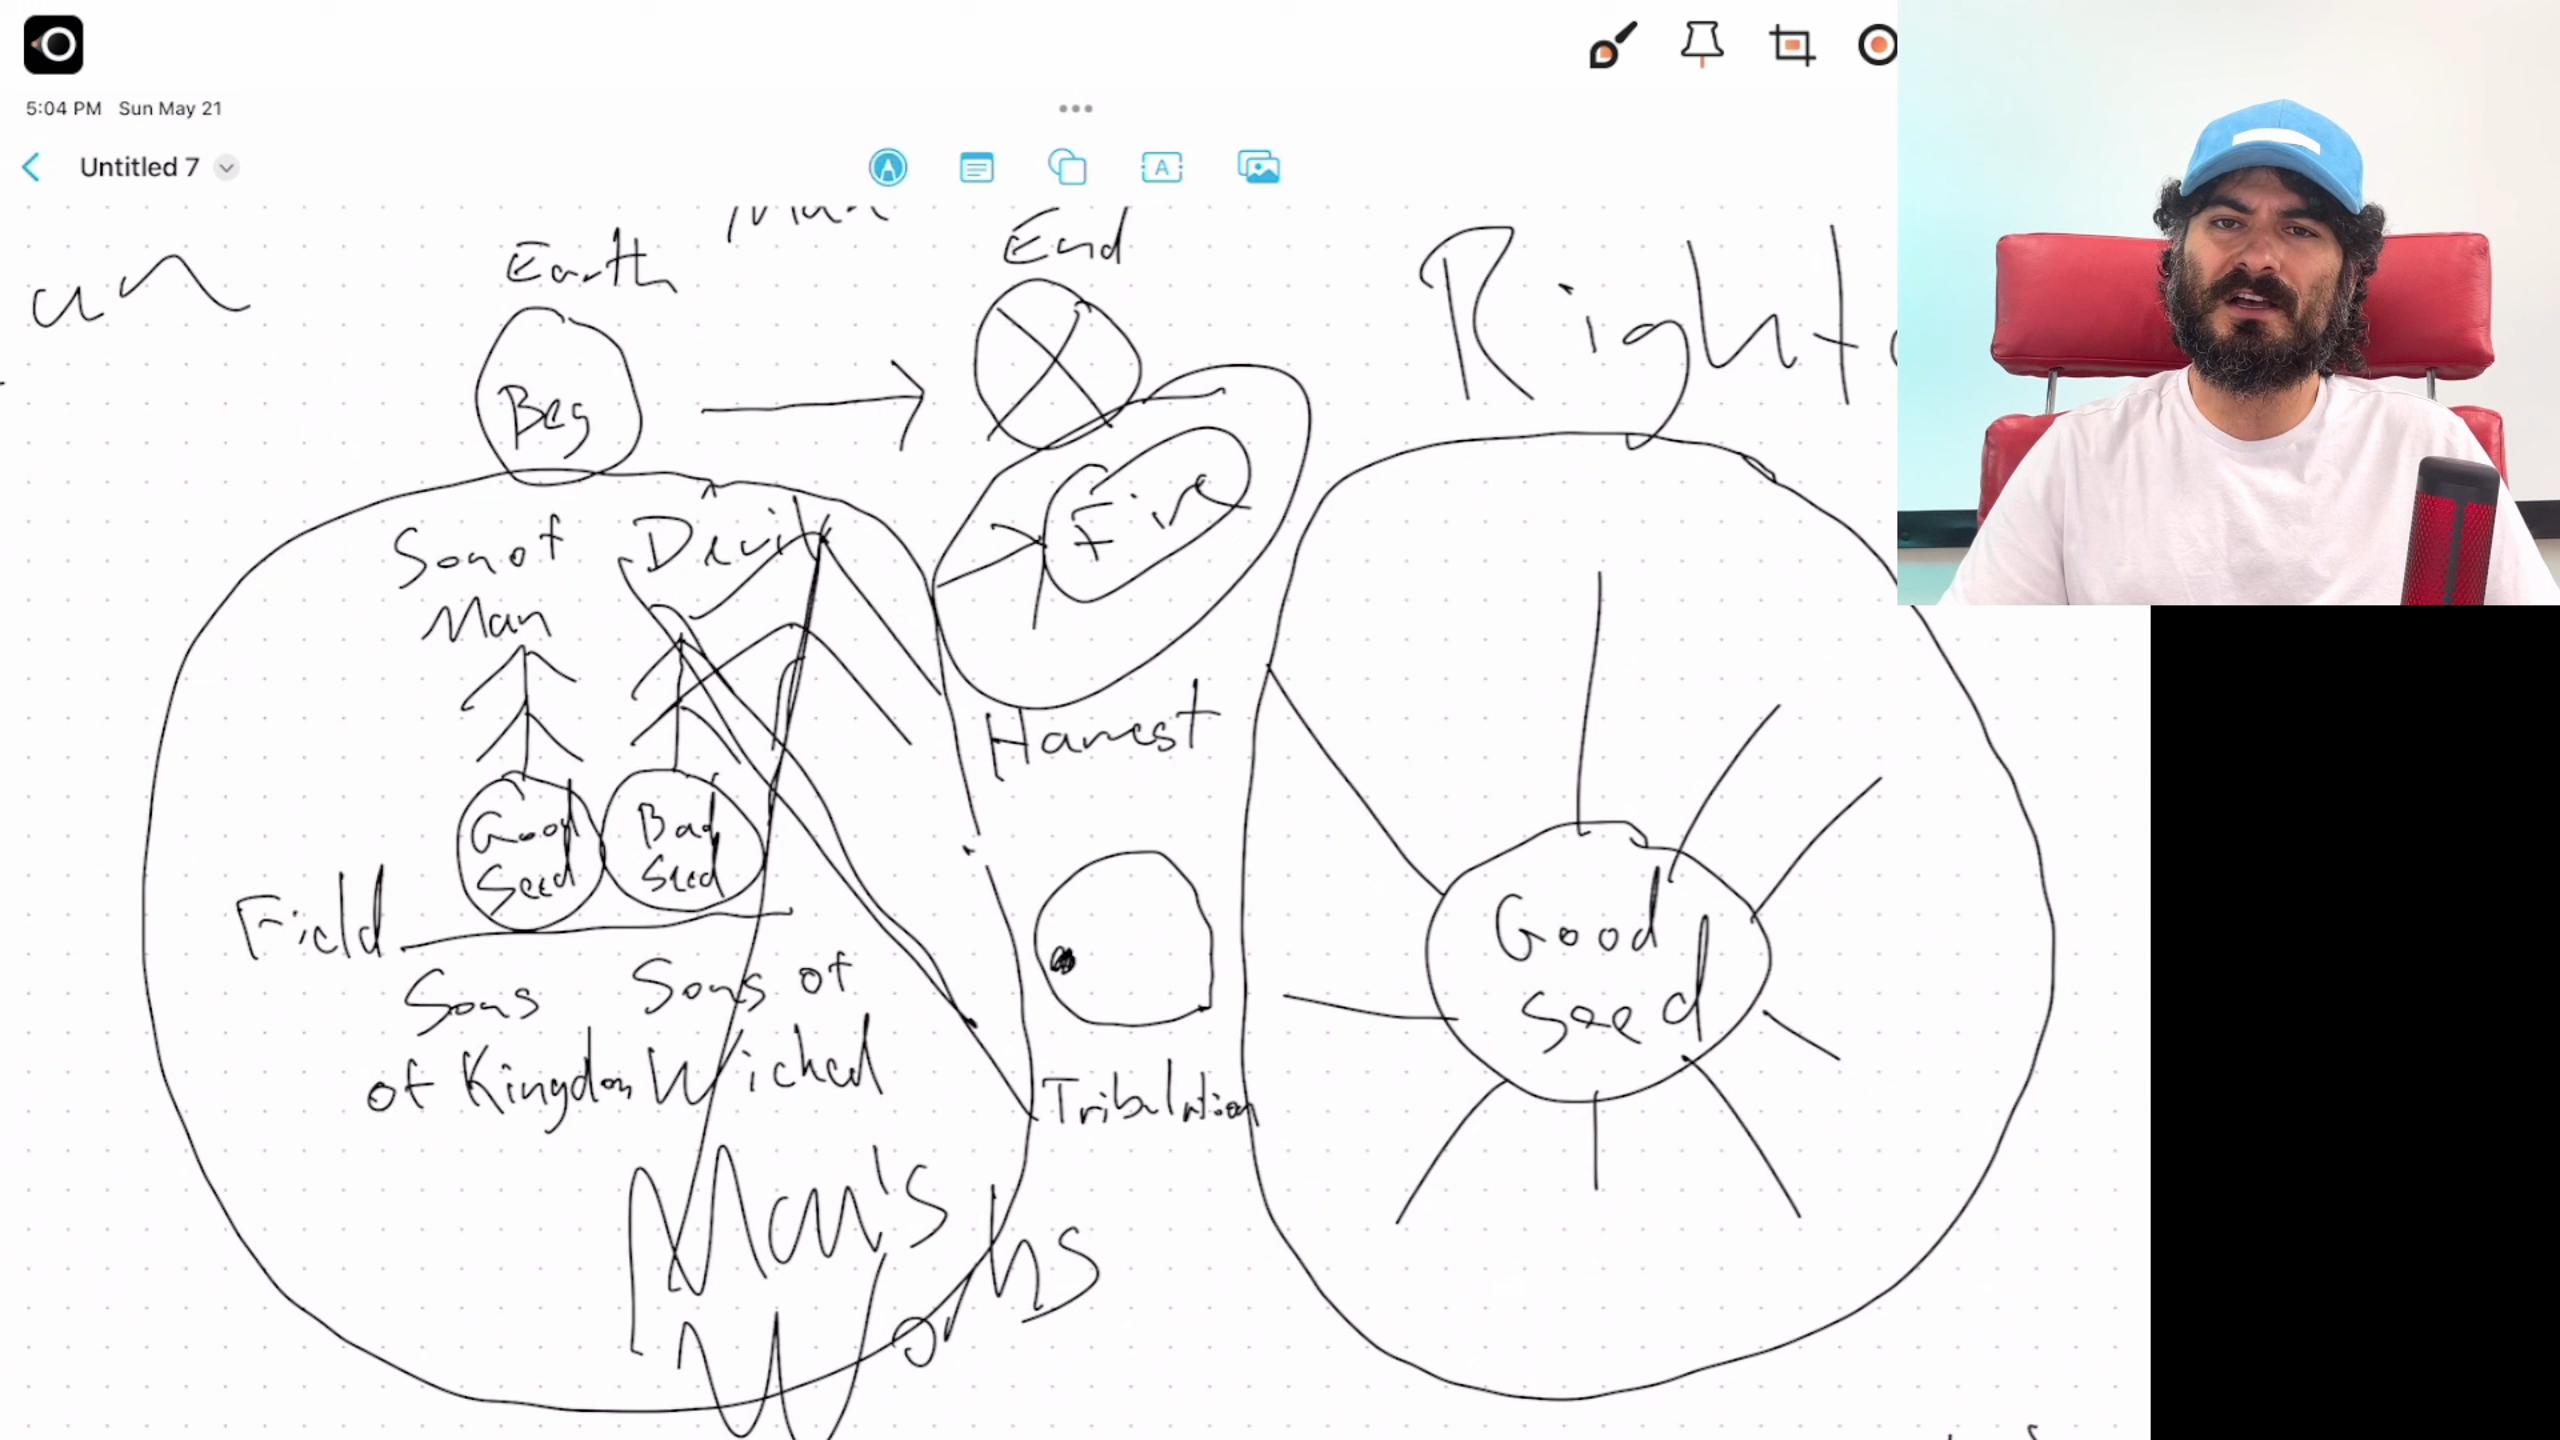 5:04 PM Sun May 21
Untitled 7
A
Man
Earth
End
Beg
Fire
Son of
Man
Devil
Harvest
Good
Seed
Bad
Seed
Field
Sons
of Kingdom
Sons of
Wicked
Tribulation
Man's
Works
Good
Seed